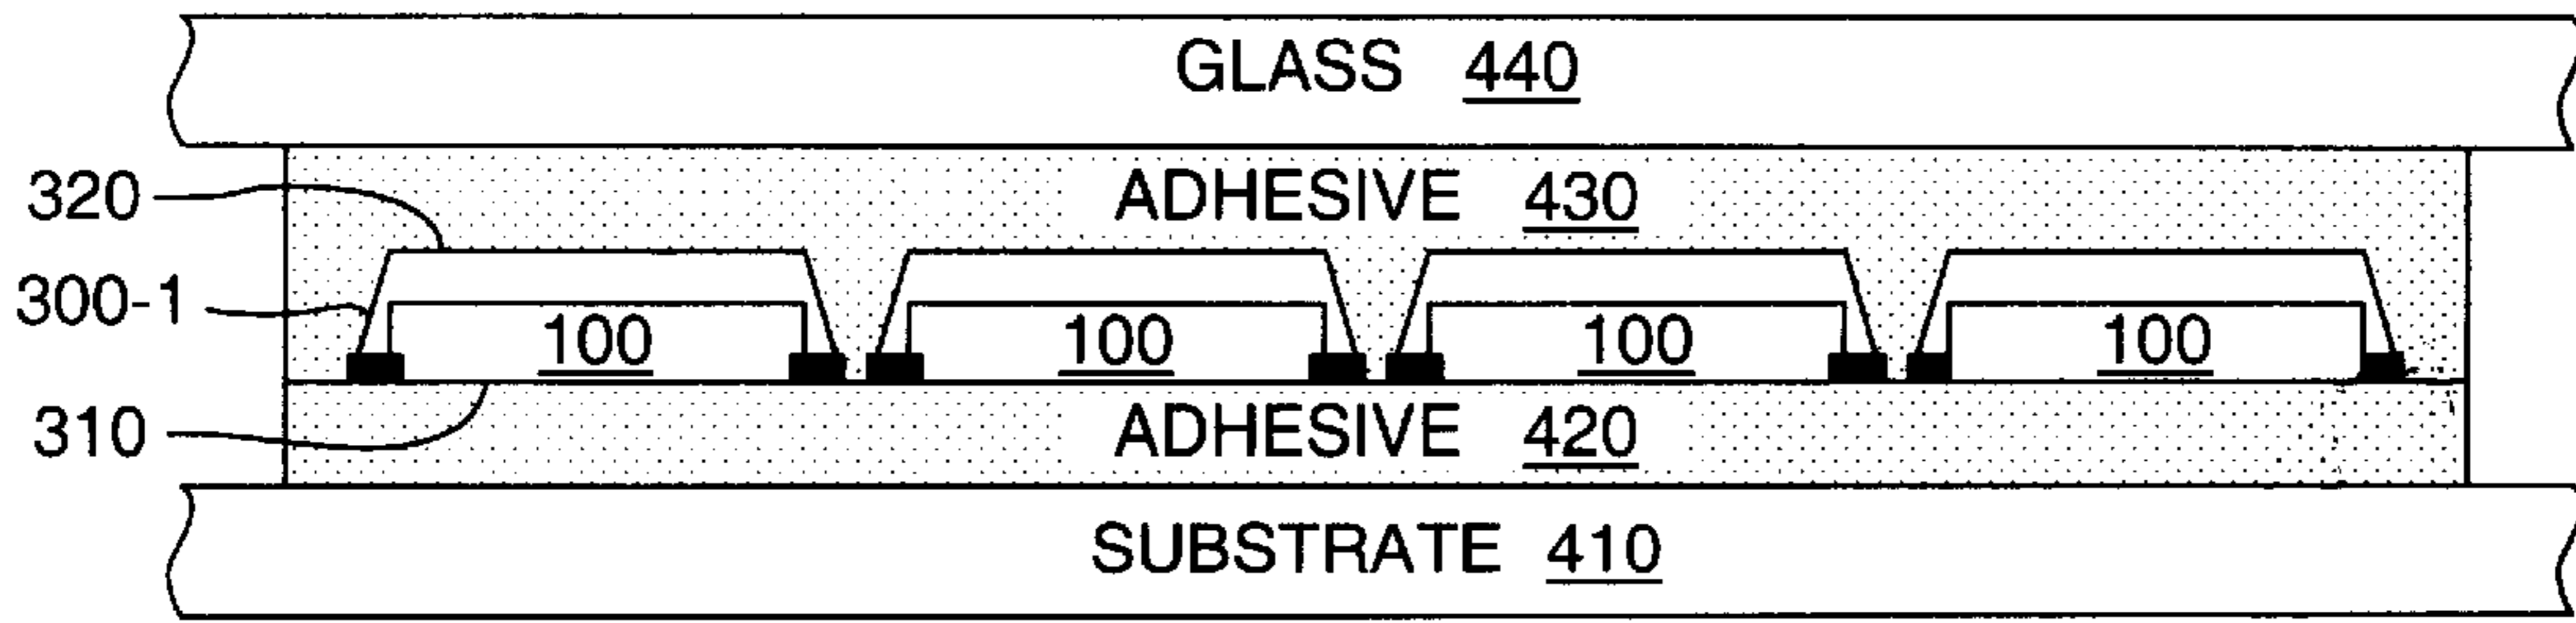 GLASS 440
ADHESIVE 430
320
300-1
100 100 100 100
310
ADHESIVE 420
SUBSTRATE 410